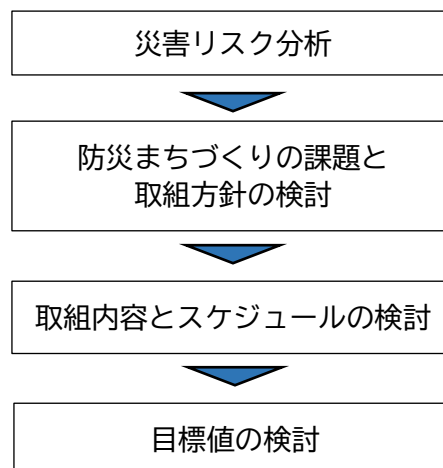 災害リスク分析
防災まちづくりの課題と
取組方針の検討
取組内容とスケジュールの検討
目標値の検討